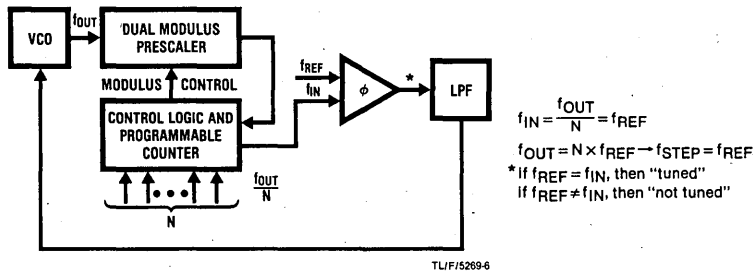 fOUT
VCO
DUAL MODULUS
PRESCALER
MODULUS CONTROL
CONTROL LOGIC AND
PROGRAMMABLE
COUNTER
fREF
fIN
ϕ
*
LPF
fOUT
N
N
fIN = fOUT/N = fREF
fOUT = N × fREF → fSTEP = fREF
* If fREF = fIN, then "tuned"
If fREF ≠ fIN, then "not tuned"
TL/F/5269-6